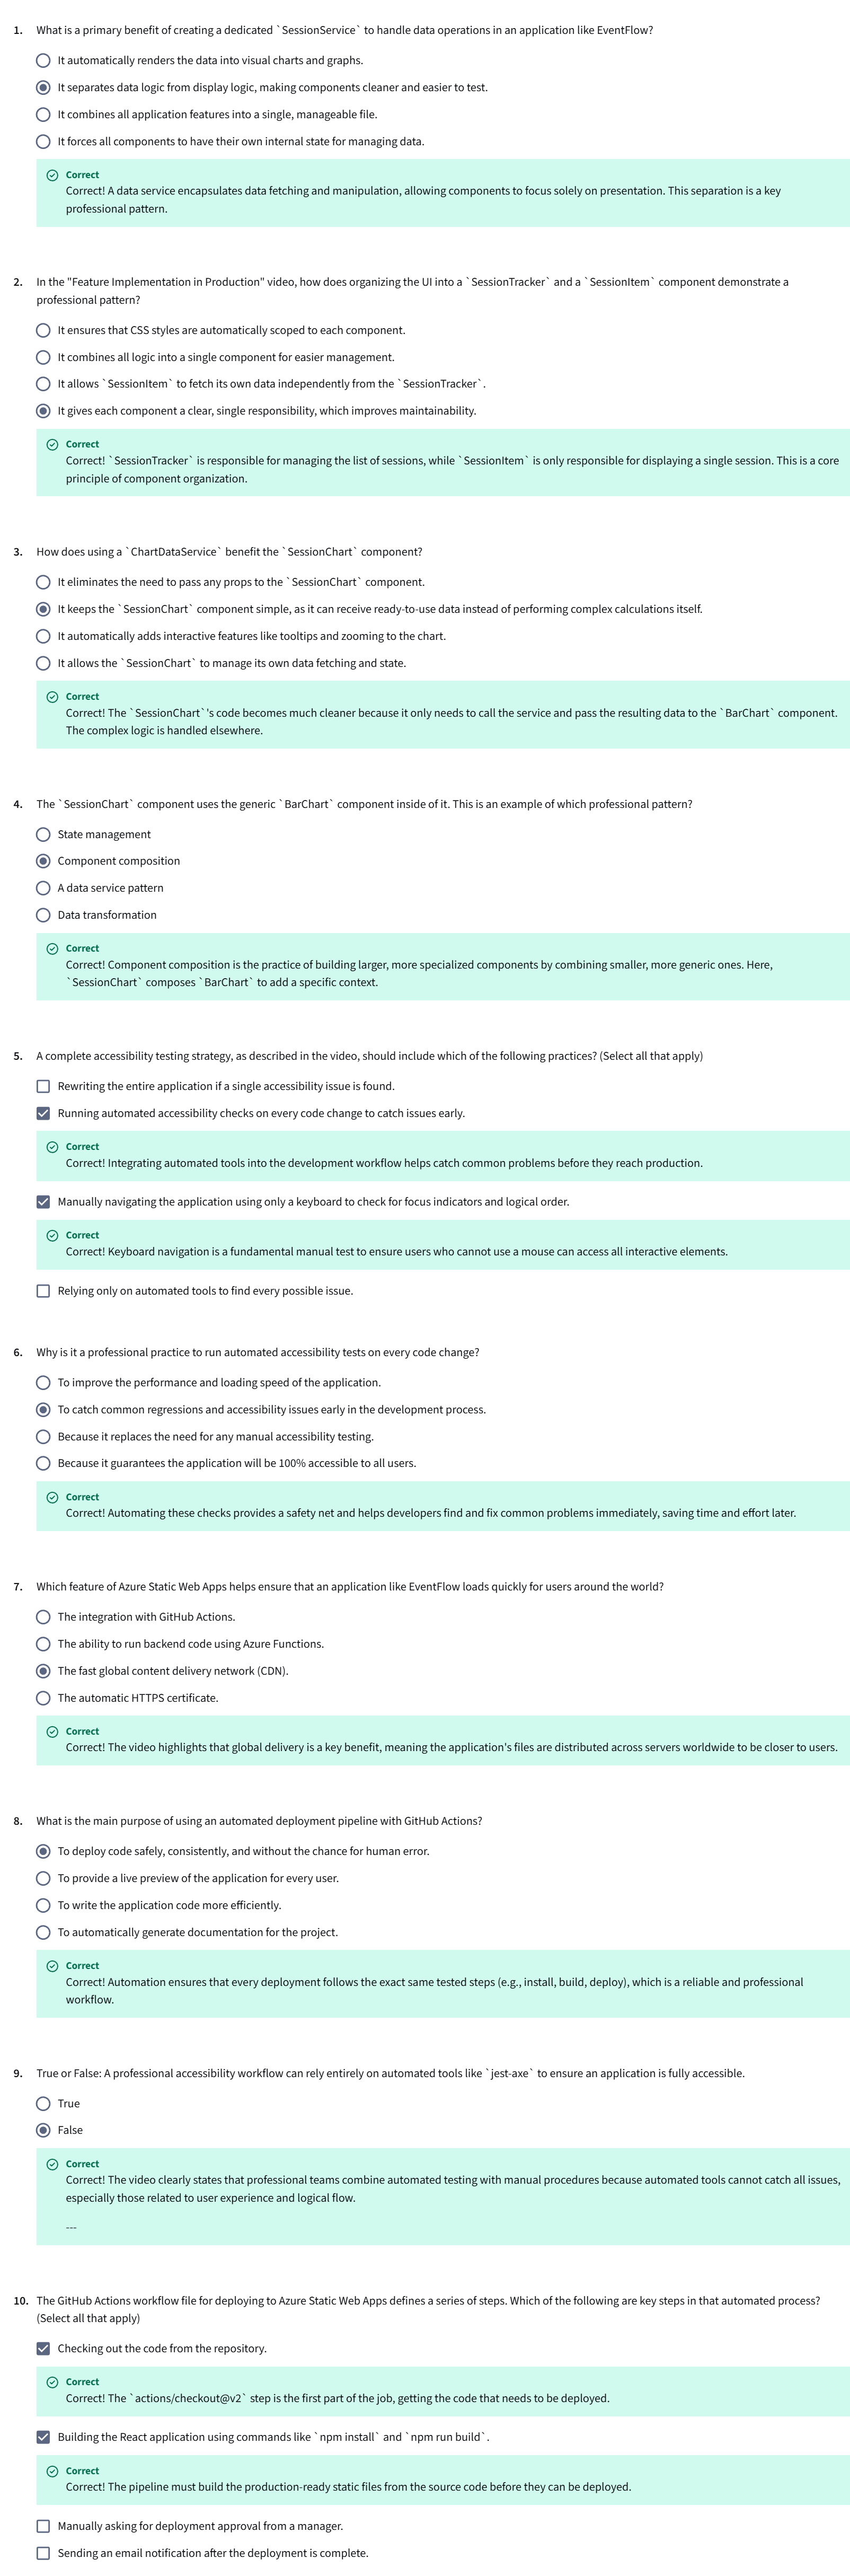 1. What is a primary benefit of creating a dedicated `SessionService` to handle data operations in an application like EventFlow?
It automatically renders the data into visual charts and graphs.
It separates data logic from display logic, making components cleaner and easier to test.
It combines all application features into a single, manageable file.
It forces all components to have their own internal state for managing data.
Correct
Correct! A data service encapsulates data fetching and manipulation, allowing components to focus solely on presentation. This separation is a key
professional pattern.
2. In the "Feature Implementation in Production" video, how does organizing the UI into a `SessionTracker` and a `SessionItem` component demonstrate a
professional pattern?
It ensures that CSS styles are automatically scoped to each component.
It combines all logic into a single component for easier management.
It allows `SessionItem` to fetch its own data independently from the `SessionTracker`.
It gives each component a clear, single responsibility, which improves maintainability.
Correct
Correct! `SessionTracker` is responsible for managing the list of sessions, while `SessionItem` is only responsible for displaying a single session. This is a core
principle of component organization.
3. How does using a `ChartDataService` benefit the `SessionChart` component?
It eliminates the need to pass any props to the `SessionChart` component.
It keeps the `SessionChart` component simple, as it can receive ready-to-use data instead of performing complex calculations itself.
It automatically adds interactive features like tooltips and zooming to the chart.
It allows the `SessionChart` to manage its own data fetching and state.
Correct
Correct! The `SessionChart`'s code becomes much cleaner because it only needs to call the service and pass the resulting data to the `BarChart` component.
The complex logic is handled elsewhere.
4. The `SessionChart` component uses the generic `BarChart` component inside of it. This is an example of which professional pattern?
State management
Component composition
A data service pattern
Data transformation
Correct
Correct! Component composition is the practice of building larger, more specialized components by combining smaller, more generic ones. Here,
`SessionChart` composes `BarChart` to add a specific context.
5. A complete accessibility testing strategy, as described in the video, should include which of the following practices? (Select all that apply)
Rewriting the entire application if a single accessibility issue is found.
Running automated accessibility checks on every code change to catch issues early.
Correct
Correct! Integrating automated tools into the development workflow helps catch common problems before they reach production.
Manually navigating the application using only a keyboard to check for focus indicators and logical order.
Correct
Correct! Keyboard navigation is a fundamental manual test to ensure users who cannot use a mouse can access all interactive elements.
Relying only on automated tools to find every possible issue.
6. Why is it a professional practice to run automated accessibility tests on every code change?
To improve the performance and loading speed of the application.
To catch common regressions and accessibility issues early in the development process.
Because it replaces the need for any manual accessibility testing.
Because it guarantees the application will be 100% accessible to all users.
Correct
Correct! Automating these checks provides a safety net and helps developers find and fix common problems immediately, saving time and effort later.
7. Which feature of Azure Static Web Apps helps ensure that an application like EventFlow loads quickly for users around the world?
The integration with GitHub Actions.
The ability to run backend code using Azure Functions.
The fast global content delivery network (CDN).
The automatic HTTPS certificate.
Correct
Correct! The video highlights that global delivery is a key benefit, meaning the application's files are distributed across servers worldwide to be closer to users.
8. What is the main purpose of using an automated deployment pipeline with GitHub Actions?
To deploy code safely, consistently, and without the chance for human error.
To provide a live preview of the application for every user.
To write the application code more efficiently.
To automatically generate documentation for the project.
Correct
Correct! Automation ensures that every deployment follows the exact same tested steps (e.g., install, build, deploy), which is a reliable and professional
workflow.
9. True or False: A professional accessibility workflow can rely entirely on automated tools like `jest-axe` to ensure an application is fully accessible.
True
False
Correct
Correct! The video clearly states that professional teams combine automated testing with manual procedures because automated tools cannot catch all issues,
especially those related to user experience and logical flow.
---
10. The GitHub Actions workflow file for deploying to Azure Static Web Apps defines a series of steps. Which of the following are key steps in that automated process?
(Select all that apply)
Checking out the code from the repository.
Correct
Correct! The `actions/checkout@v2` step is the first part of the job, getting the code that needs to be deployed.
Building the React application using commands like `npm install` and `npm run build`.
Correct
Correct! The pipeline must build the production-ready static files from the source code before they can be deployed.
Manually asking for deployment approval from a manager.
Sending an email notification after the deployment is complete.